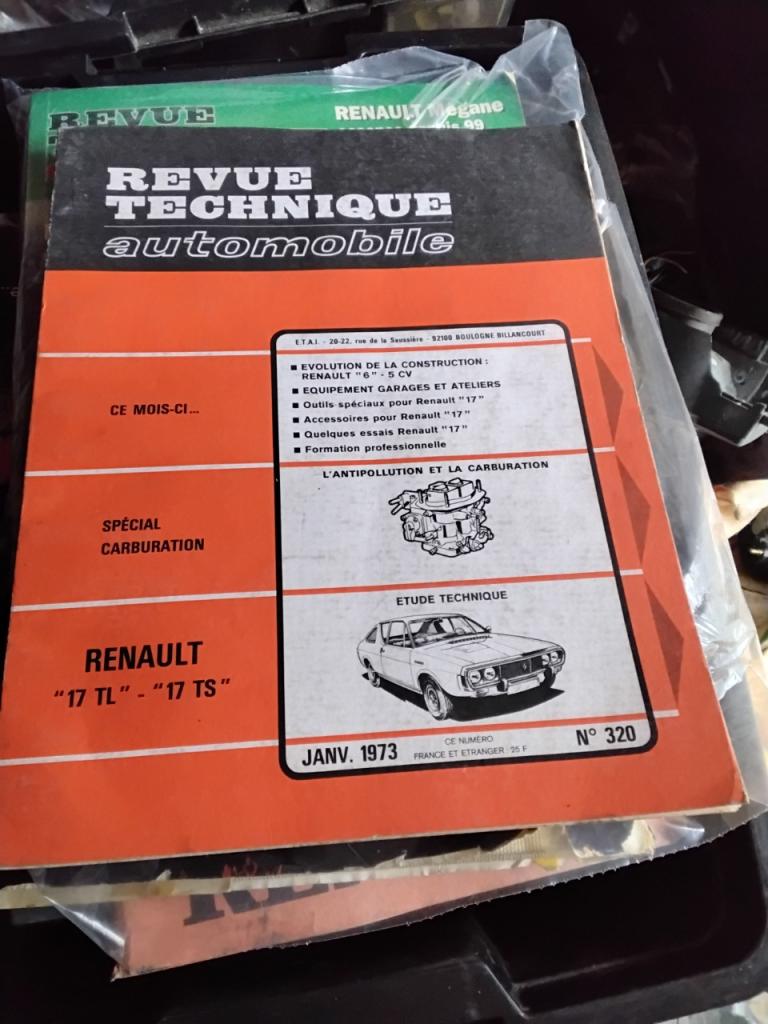 REVUE
RENAULT Mégane
99
REVUE
TECHNIQUE
automobile
E.T.A.I. - 20-22, rue de la Saussière - 92100 BOULOGNE BILLANCOURT
CE MOIS-CI...
■ EVOLUTION DE LA CONSTRUCTION :
RENAULT "6" - 5 CV
■ EQUIPEMENT GARAGES ET ATELIERS
■ Outils spéciaux pour Renault "17"
■ Accessoires pour Renault "17"
■ Quelques essais Renault "17"
■ Formation professionnelle
SPÉCIAL
CARBURATION
L'ANTIPOLLUTION ET LA CARBURATION
RENAULT
"17 TL" - "17 TS"
ETUDE TECHNIQUE
JANV. 1973
CE NUMÉRO
FRANCE ET ETRANGER : 25 F
N° 320